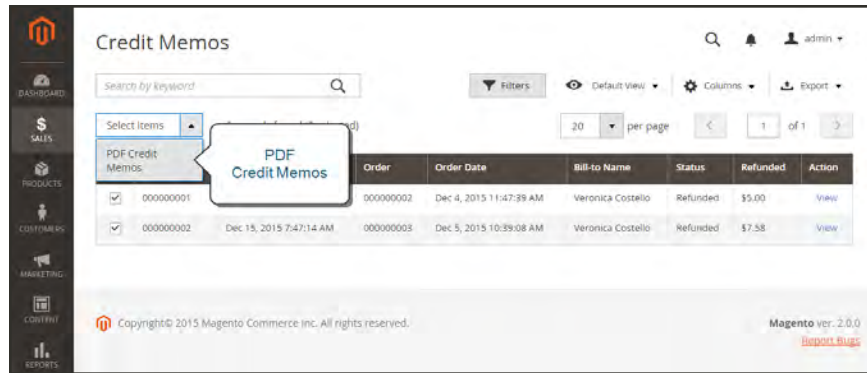 Credit Memos
admin
DASHBOARD
Search by keyword
Filters
Default View
Columns
Export
$
SALES
Select Items
20
per page
1
of 1
PDF Credit
Memos
PDF
Credit Memos
PRODUCTS
Order
Order Date
Bill-to Name
Status
Refunded
Action
000000001
000000002
Dec 4, 2015 11:47:39 AM
Veronica Costello
Refunded
$5.00
View
CUSTOMERS
000000002
Dec 15, 2015 7:47:14 AM
000000003
Dec 5, 2015 10:39:08 AM
Veronica Costello
Refunded
$7.58
View
MARKETING
CONTENT
Copyright© 2015 Magento Commerce Inc. All rights reserved.
Magento ver. 2.0.0
Report Bugs
REPORTS